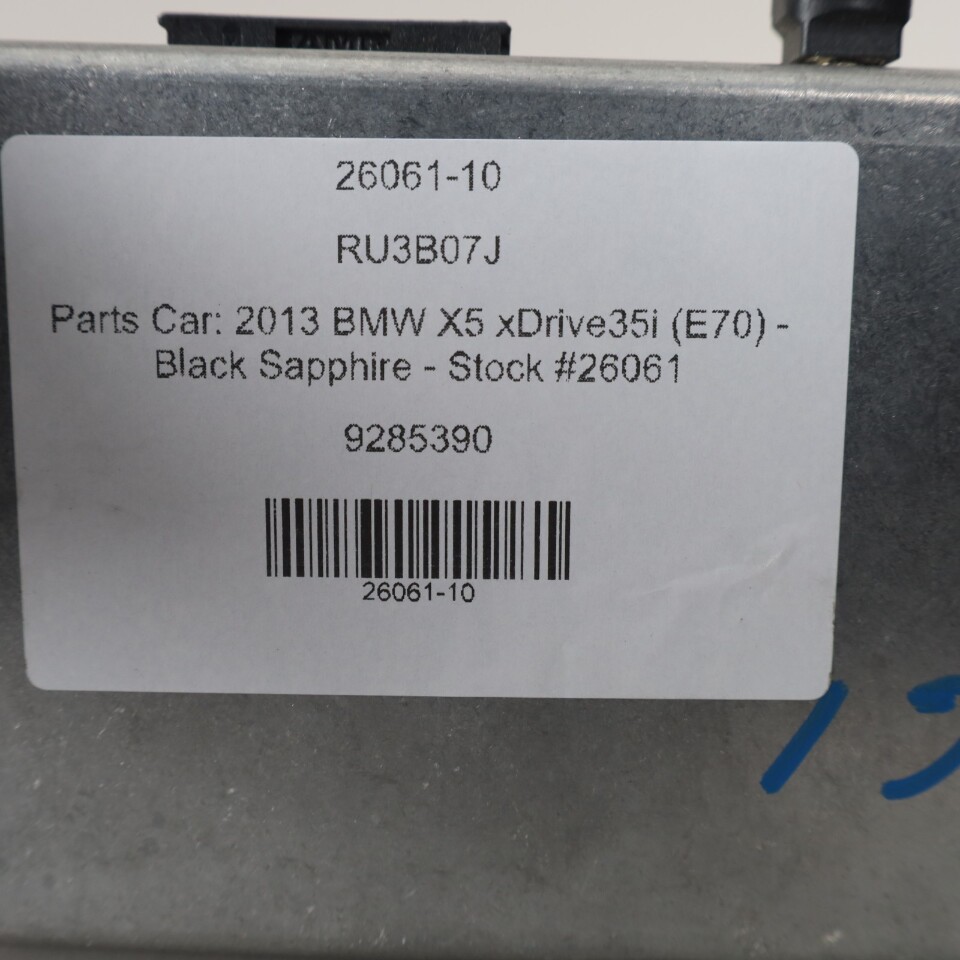 26061-10
RU3B07J
Parts Car: 2013 BMW X5 xDrive35i (E70) -
Black Sapphire - Stock #26061
9285390
26061-10